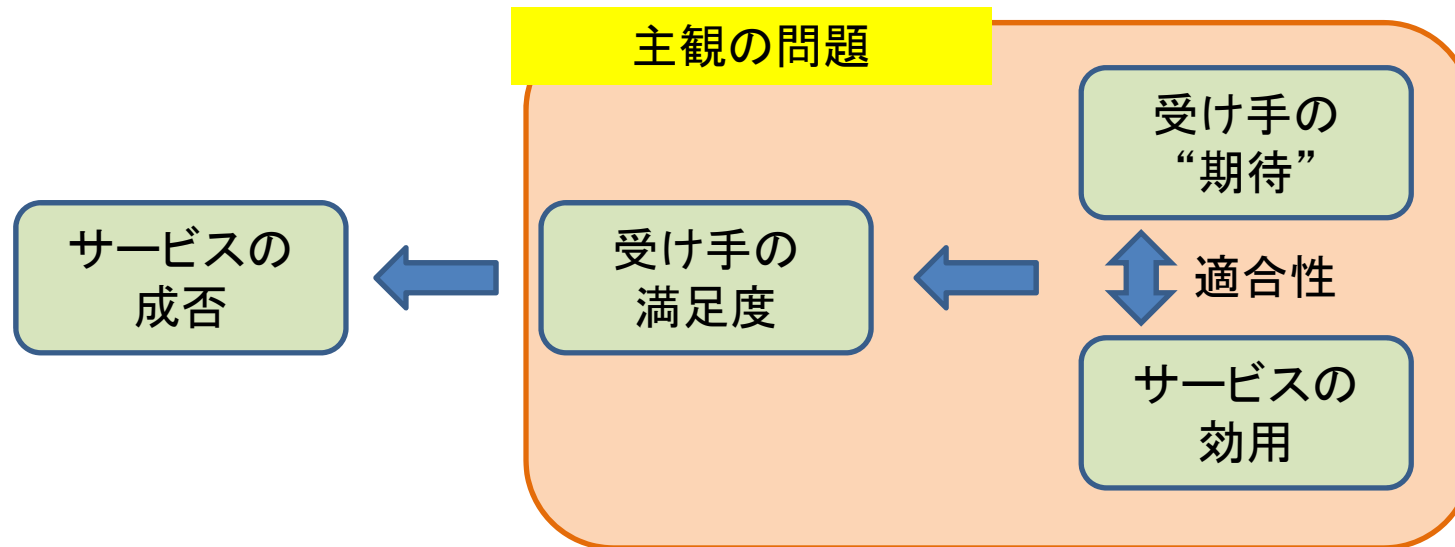 主観の問題
受け手の
“期待”
サービスの
成否
受け手の
満足度
適合性
サービスの
効用